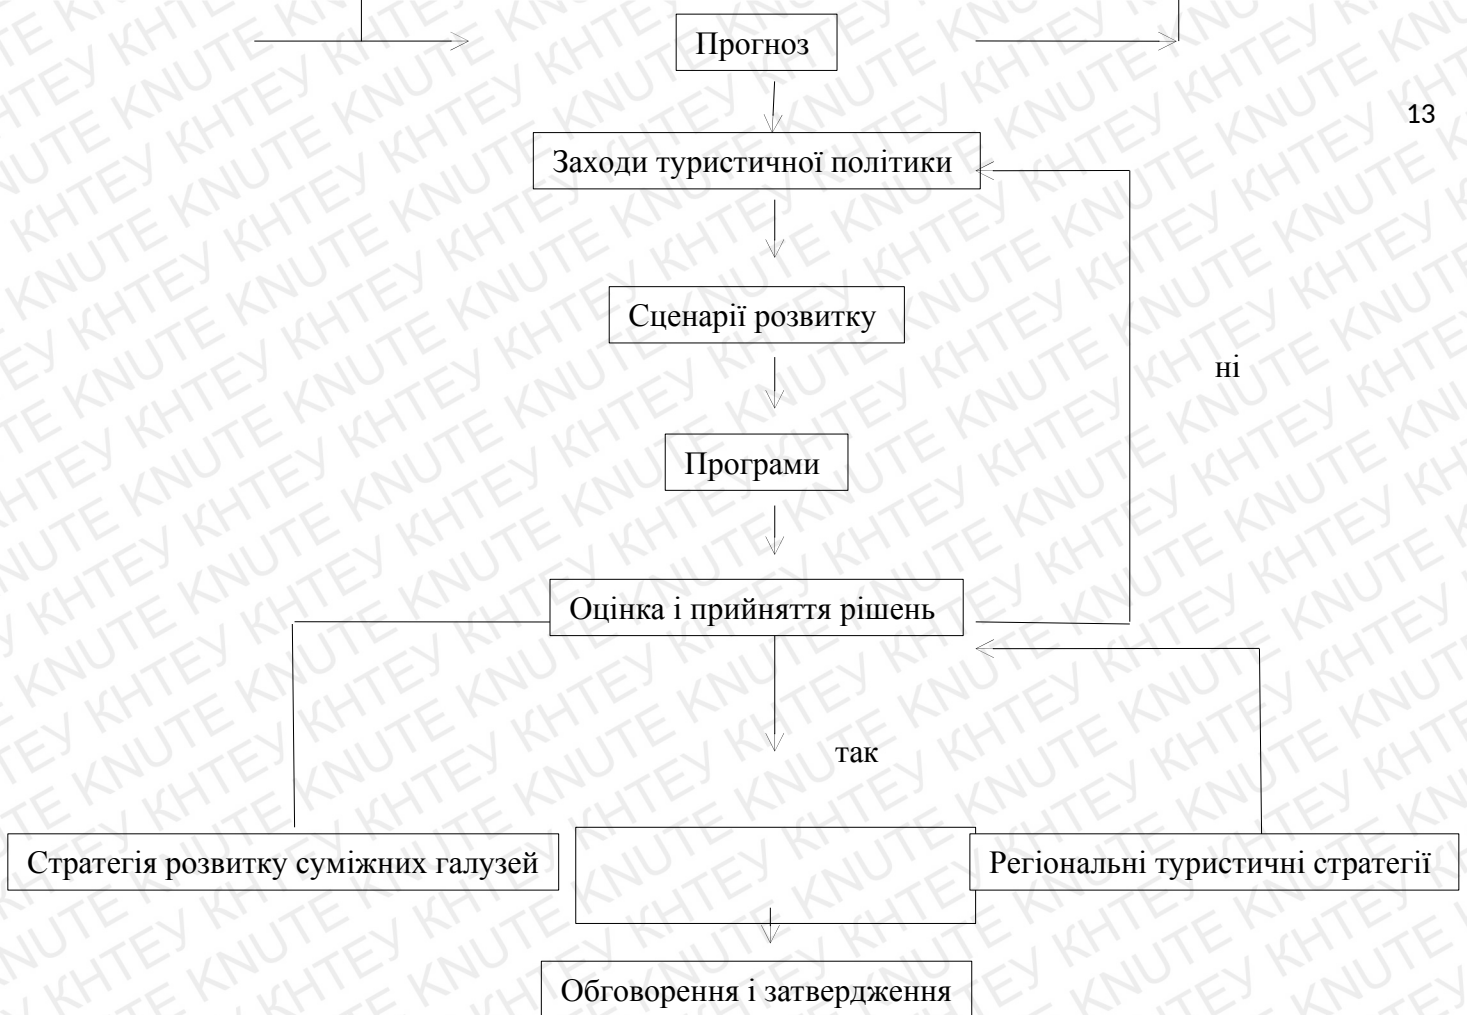 Прогноз
13
Заходи туристичної політики
Сценарії розвитку
ні
Програми
Оцінка і прийняття рішень
так
Стратегія розвитку суміжних галузей
Регіональні туристичні стратегії
Обговорення і затвердження